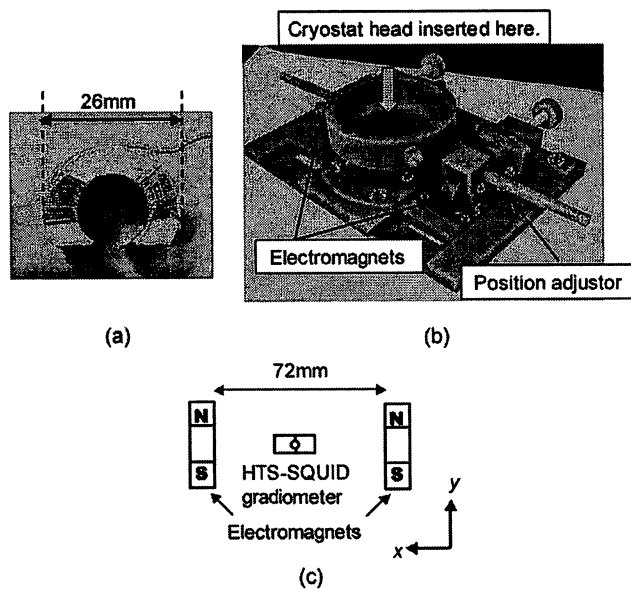 Cryostat head inserted here.
26mm
Electromagnets
Position adjustor
(a)
(b)
72mm
N
N
S
S
HTS-SQUID
gradiometer
Electromagnets
y
x
(c)